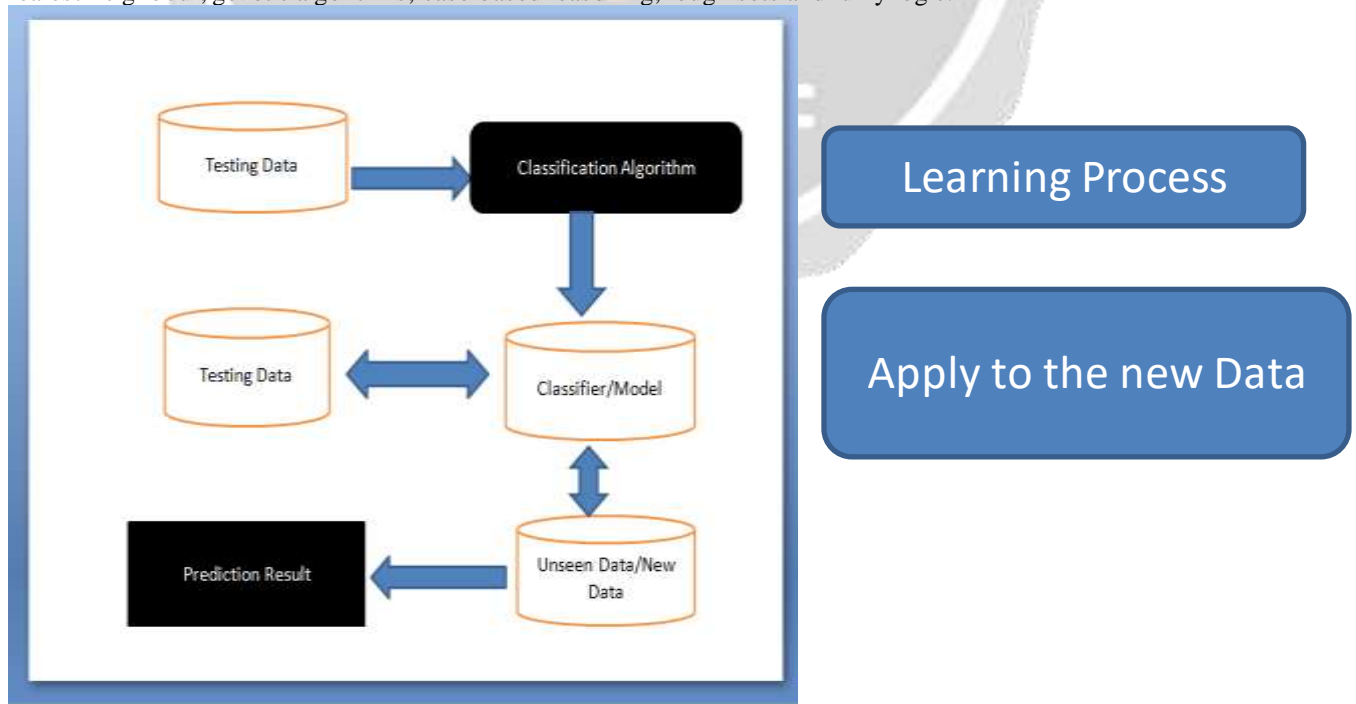 Testing Data
Classification Algorithm
Learning Process
Testing Data
Classifier/Model
Apply to the new Data
Prediction Result
Unseen Data/New
Data